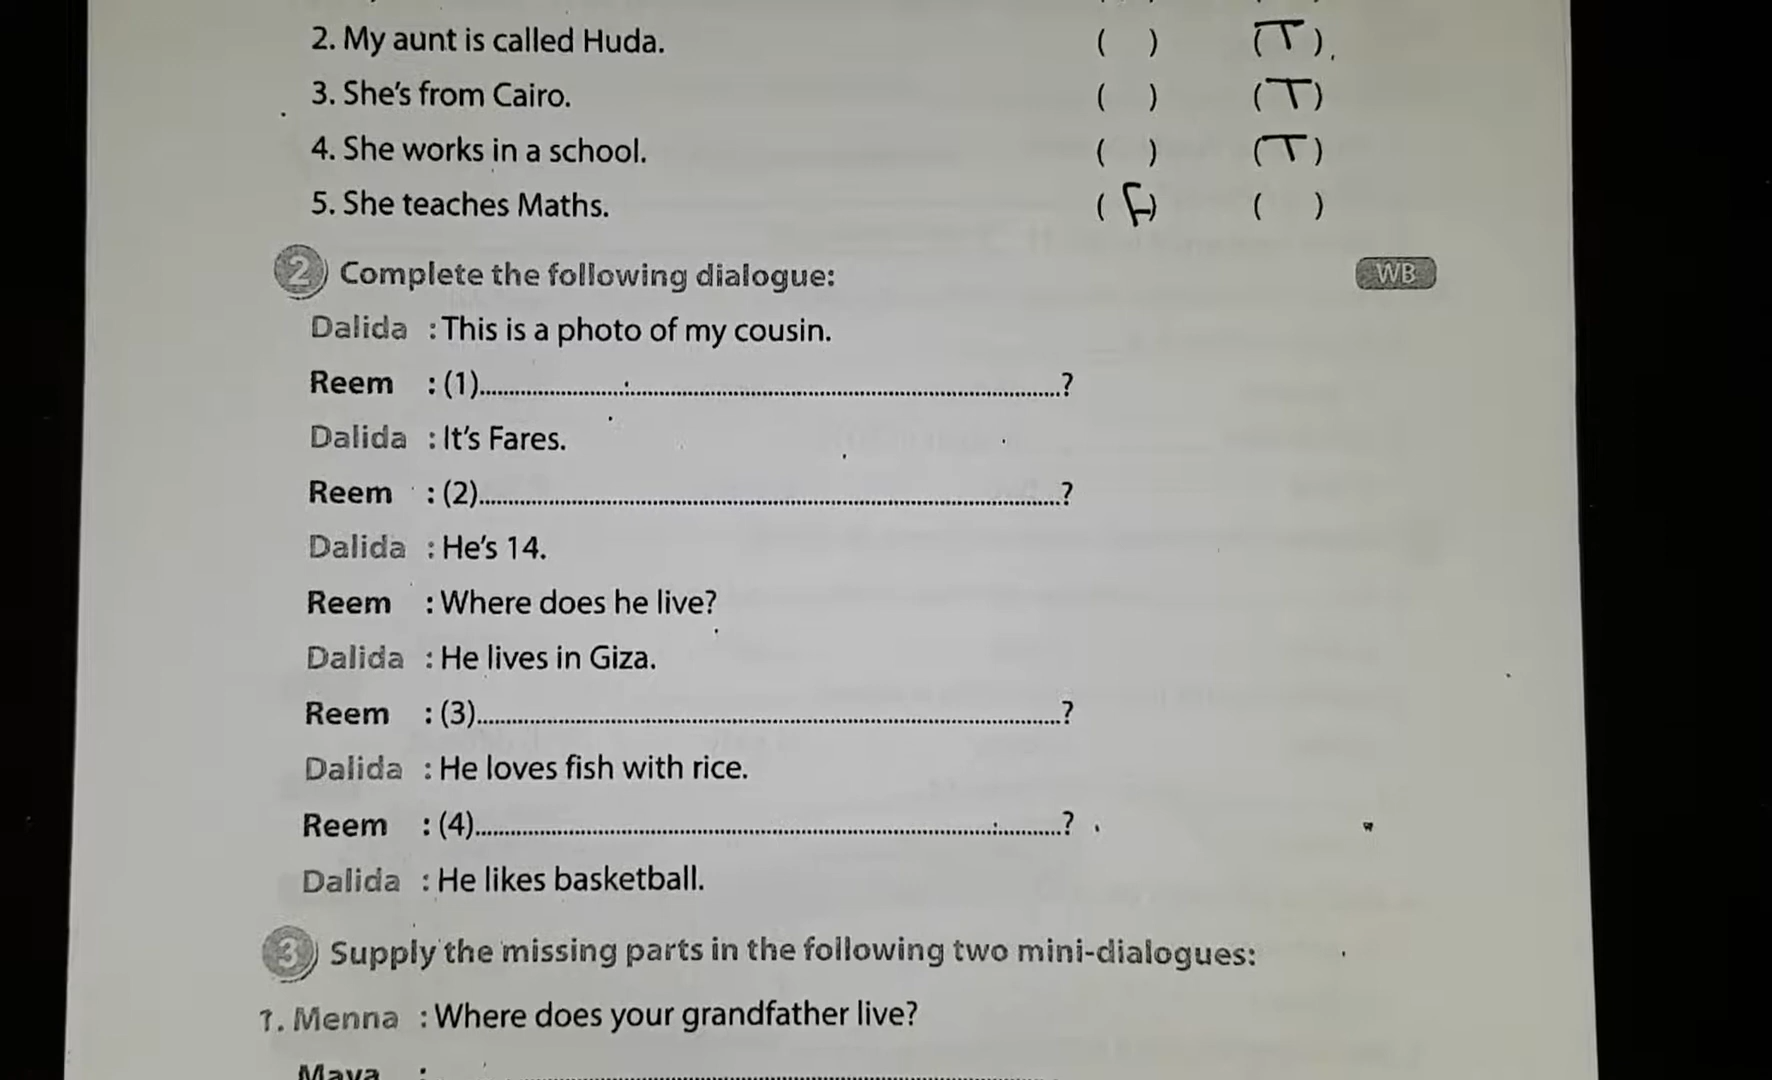 2. My aunt is called Huda. ( ) (T).
3. She's from Cairo. ( ) (T)
4. She works in a school. ( ) (T)
5. She teaches Maths. (F) ( )
2 Complete the following dialogue: WB
Dalida : This is a photo of my cousin.
Reem : (1)..............................?
Dalida : It's Fares.
Reem : (2)..............................?
Dalida : He's 14.
Reem : Where does he live?
Dalida : He lives in Giza.
Reem : (3)..............................?
Dalida : He loves fish with rice.
Reem : (4)..............................?
Dalida : He likes basketball.
3 Supply the missing parts in the following two mini-dialogues:
1. Menna : Where does your grandfather live?
Maya : ..............................